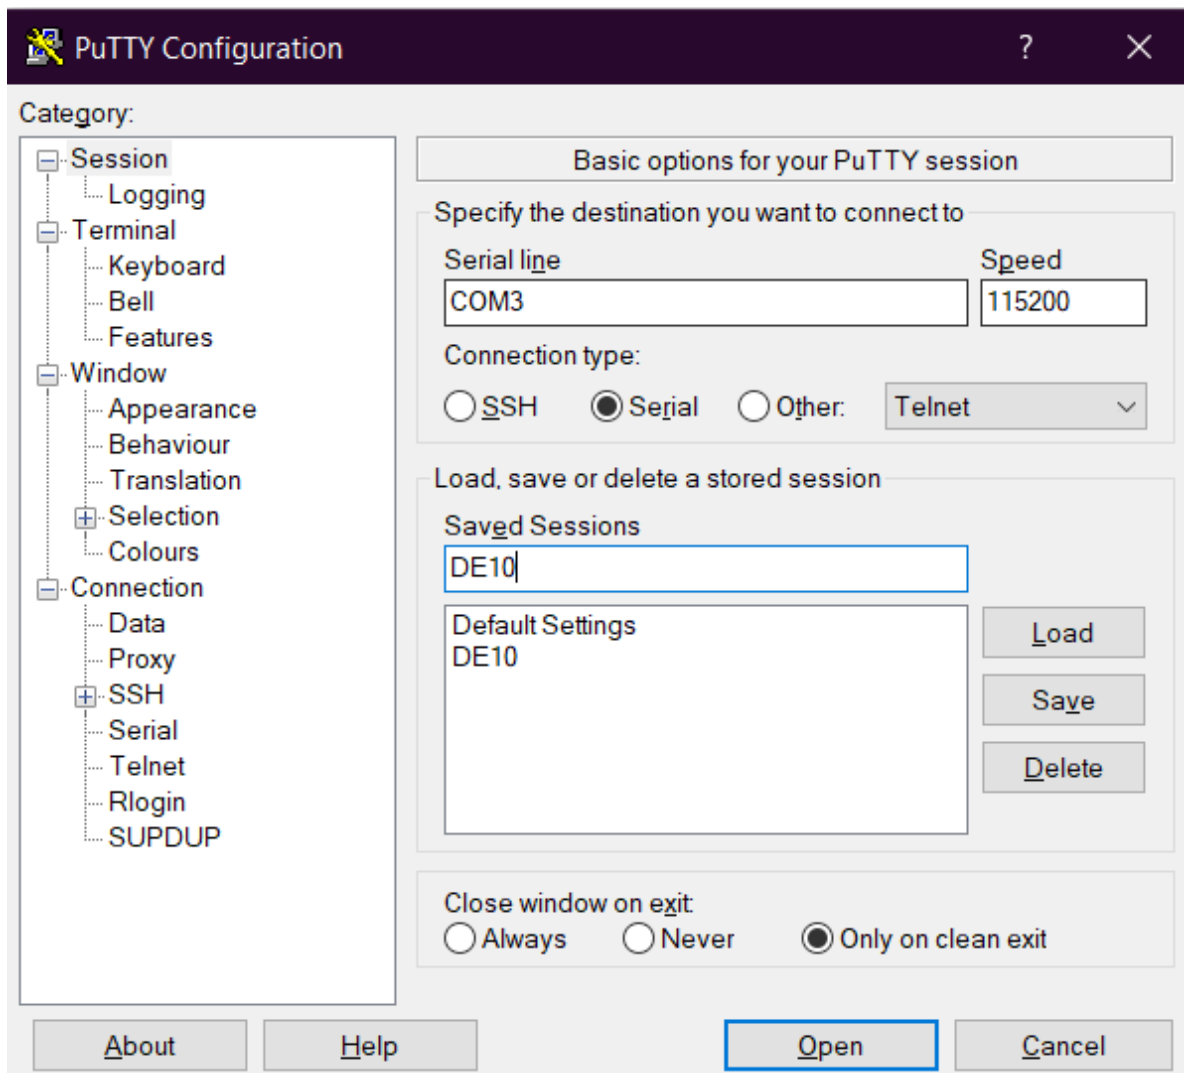 PuTTY Configuration
?
Category:
Session
Logging
Terminal
Keyboard
Bell
Features
Window
Appearance
Behaviour
Translation
Selection
Colours
Connection
Data
Proxy
SSH
Serial
Telnet
Rlogin
SUPDUP
Basic options for your PuTTY session
Specify the destination you want to connect to
Serial line Speed
COM3 115200
Connection type:
SSH Serial Other: Telnet
Load, save or delete a stored session
Saved Sessions
DE10
Default Settings
DE10
Load
Save
Delete
Close window on exit:
Always Never Only on clean exit
About Help Open Cancel